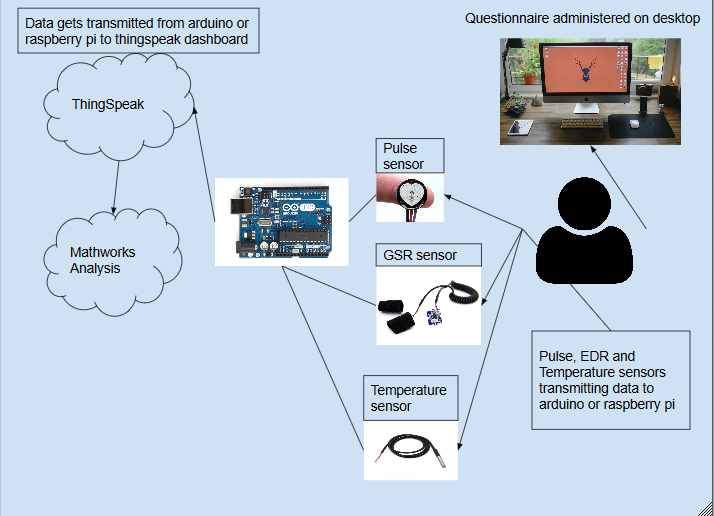 Data gets transmitted from arduino or
raspberry pi to thingspeak dashboard
Questionnaire administered on desktop
ThingSpeak
Pulse
sensor
Mathworks
Analysis
GSR sensor
Temperature
sensor
Pulse, EDR and
Temperature sensors
transmitting data to
arduino or raspberry pi